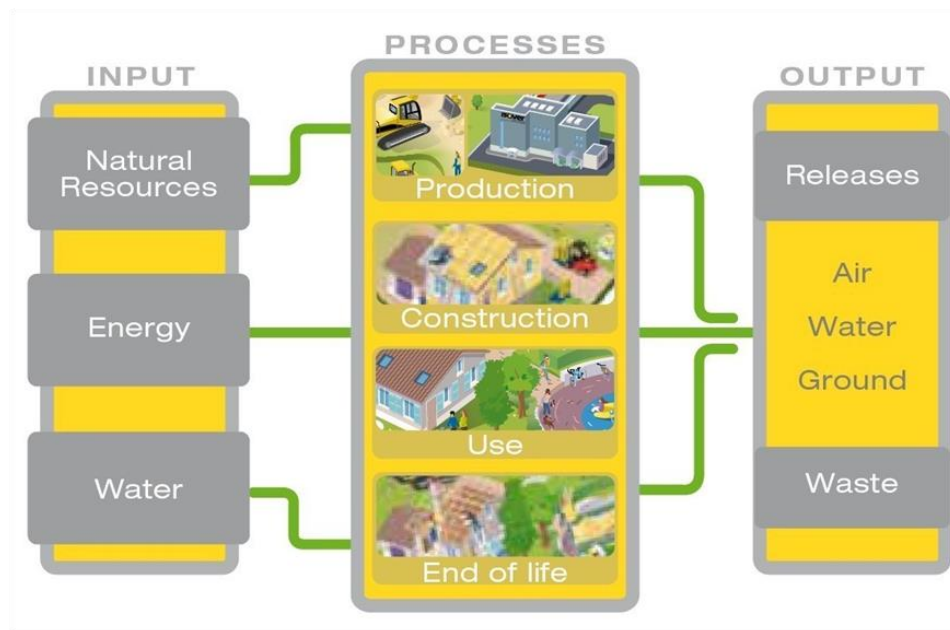 INPUT
Natural
Resources
Energy
Water
PROCESSES
Production
Construction
Use
End of life
OUTPUT
Releases
Air
Water
Ground
Waste